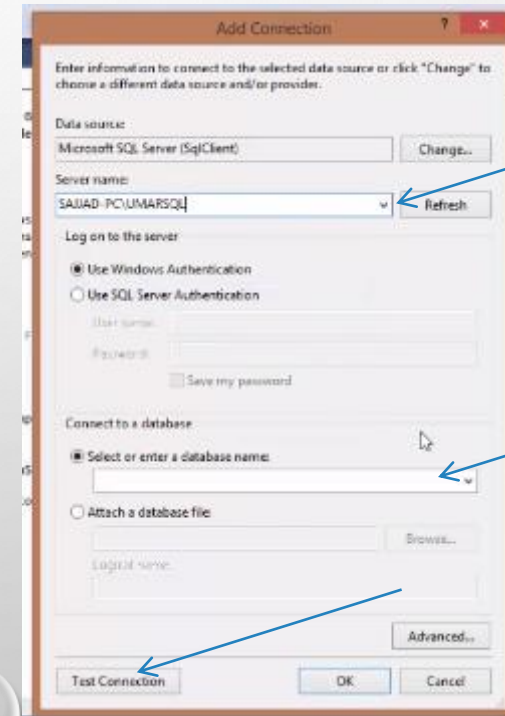 Add Connection
?
Enter information to connect to the selected data source or click "Change" to
choose a different data source and/or provider.
Data source:
Microsoft SQL Server (SqlClient)
Change...
Server name:
SAJJAD-PC\UMARSQL
Refresh
Log on to the server
Use Windows Authentication
Use SQL Server Authentication
User name:
Password:
Save my password
Connect to a database
Select or enter a database name:
Attach a database file:
Browse...
Logical name:
Advanced...
Test Connection
OK
Cancel